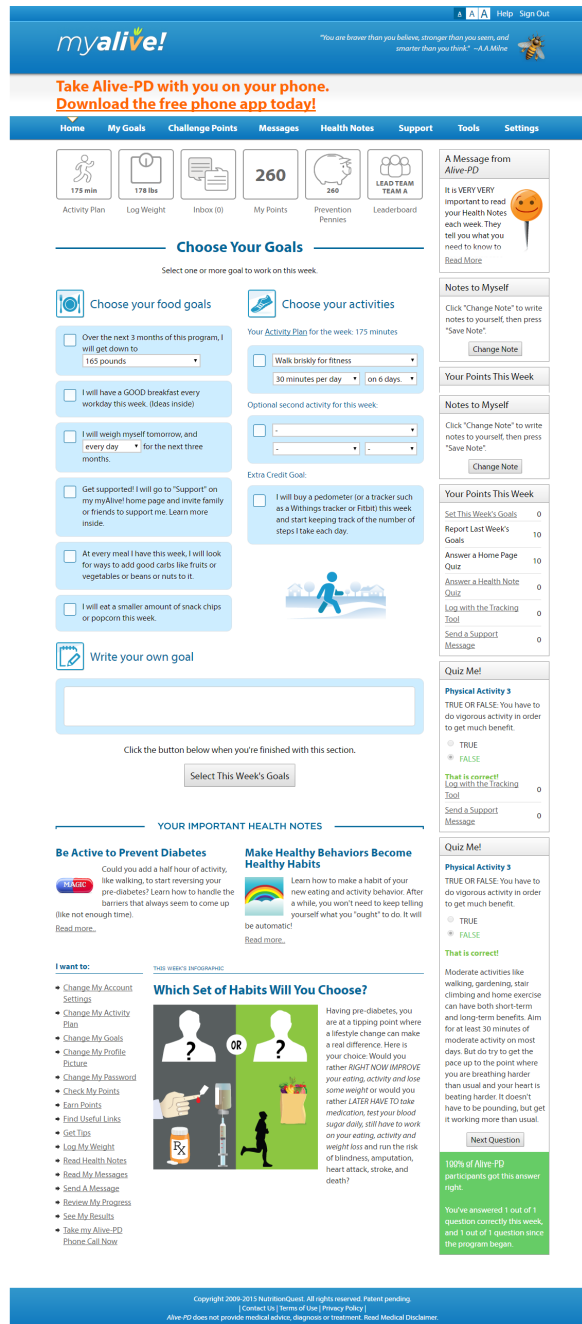 A A A Help Sign Out
myalive!
"You are braver than you believe, stronger than you seem, and
smarter than you think." ~A.A.Milne
Take Alive-PD with you on your phone.
Download the free phone app today!
Home My Goals Challenge Points Messages Health Notes Support Tools Settings
175 min
178 lbs
260
260
LEAD TEAM
TEAM A
Activity Plan
Log Weight
Inbox (0)
My Points
Prevention
Pennies
Leaderboard
Choose Your Goals
Select one or more goal to work on this week.
Choose your food goals
Over the next 3 months of this program, I
will get down to
165 pounds
I will have a GOOD breakfast every
workday this week. (Ideas inside)
I will weigh myself tomorrow, and
every day for the next three
months.
Get supported! I will go to "Support" on
my myAlive! home page and invite family
or friends to support me. Learn more
inside.
At every meal I have this week, I will look
for ways to add good carbs like fruits or
vegetables or beans or nuts to it.
I will eat a smaller amount of snack chips
or popcorn this week.
Choose your activities
Your Activity Plan for the week: 175 minutes
Walk briskly for fitness
30 minutes per day on 6 days.
Optional second activity for this week:
-
- -
Extra Credit Goal:
I will buy a pedometer (or a tracker such
as a Withings tracker or Fitbit) this week
and start keeping track of the number of
steps I take each day.
Write your own goal
Click the button below when you're finished with this section.
Select This Week's Goals
YOUR IMPORTANT HEALTH NOTES
Be Active to Prevent Diabetes
MAGIC
Could you add a half hour of activity,
like walking, to start reversing your
pre-diabetes? Learn how to handle the
barriers that always seem to come up
(like not enough time).
Read more..
Make Healthy Behaviors Become
Healthy Habits
Learn how to make a habit of your
new eating and activity behavior. After
a while, you won't need to keep telling
yourself what you "ought" to do. It will
be automatic!
Read more..
I want to:
Change My Account
Settings
Change My Activity
Plan
Change My Goals
Change My Profile
Picture
Change My Password
Check My Points
Earn Points
Find Useful Links
Get Tips
Log My Weight
Read Health Notes
Read My Messages
Send A Message
Review My Progress
See My Results
Take my Alive-PD
Phone Call Now
THIS WEEK'S INFOGRAPHIC
Which Set of Habits Will You Choose?
?
OR
?
Rx
Having pre-diabetes, you
are at a tipping point where
a lifestyle change can make
a real difference. Here is
your choice: Would you
rather RIGHT NOW IMPROVE
your eating, activity and lose
some weight or would you
rather LATER HAVE TO take
medication, test your blood
sugar daily, still have to work
on your eating, activity and
weight loss and run the risk
of blindness, amputation,
heart attack, stroke, and
death?
A Message from
Alive-PD
It is VERY VERY
important to read
your Health Notes
each week. They
tell you what you
need to know to
Read More
Notes to Myself
Click "Change Note" to write
notes to yourself, then press
"Save Note".
Change Note
Your Points This Week
Notes to Myself
Click "Change Note" to write
notes to yourself, then press
"Save Note".
Change Note
Your Points This Week
Set This Week's Goals 0
Report Last Week's
Goals 10
Answer a Home Page
Quiz 10
Answer a Health Note
Quiz 0
Log with the Tracking
Tool 0
Send a Support
Message 0
Quiz Me!
Physical Activity 3
TRUE OR FALSE: You have to
do vigorous activity in order
to get much benefit.
TRUE
FALSE
That is correct!
Log with the Tracking
Tool 0
Send a Support
Message 0
Quiz Me!
Physical Activity 3
TRUE OR FALSE: You have to
do vigorous activity in order
to get much benefit.
TRUE
FALSE
That is correct!
Moderate activities like
walking, gardening, stair
climbing and home exercise
can have both short-term
and long-term benefits. Aim
for at least 30 minutes of
moderate activity on most
days. But do try to get the
pace up to the point where
you are breathing harder
than usual and your heart is
beating harder. It doesn't
have to be pounding, but get
it working more than usual.
Next Question
100% of Alive-PD
participants got this answer
right.
You've answered 1 out of 1
question correctly this week,
and 1 out of 1 question since
the program began.
Copyright 2009-2015 NutritionQuest. All rights reserved. Patent pending.
| Contact Us | Terms of Use | Privacy Policy |
Alive-PD does not provide medical advice, diagnosis or treatment. Read Medical Disclaimer.